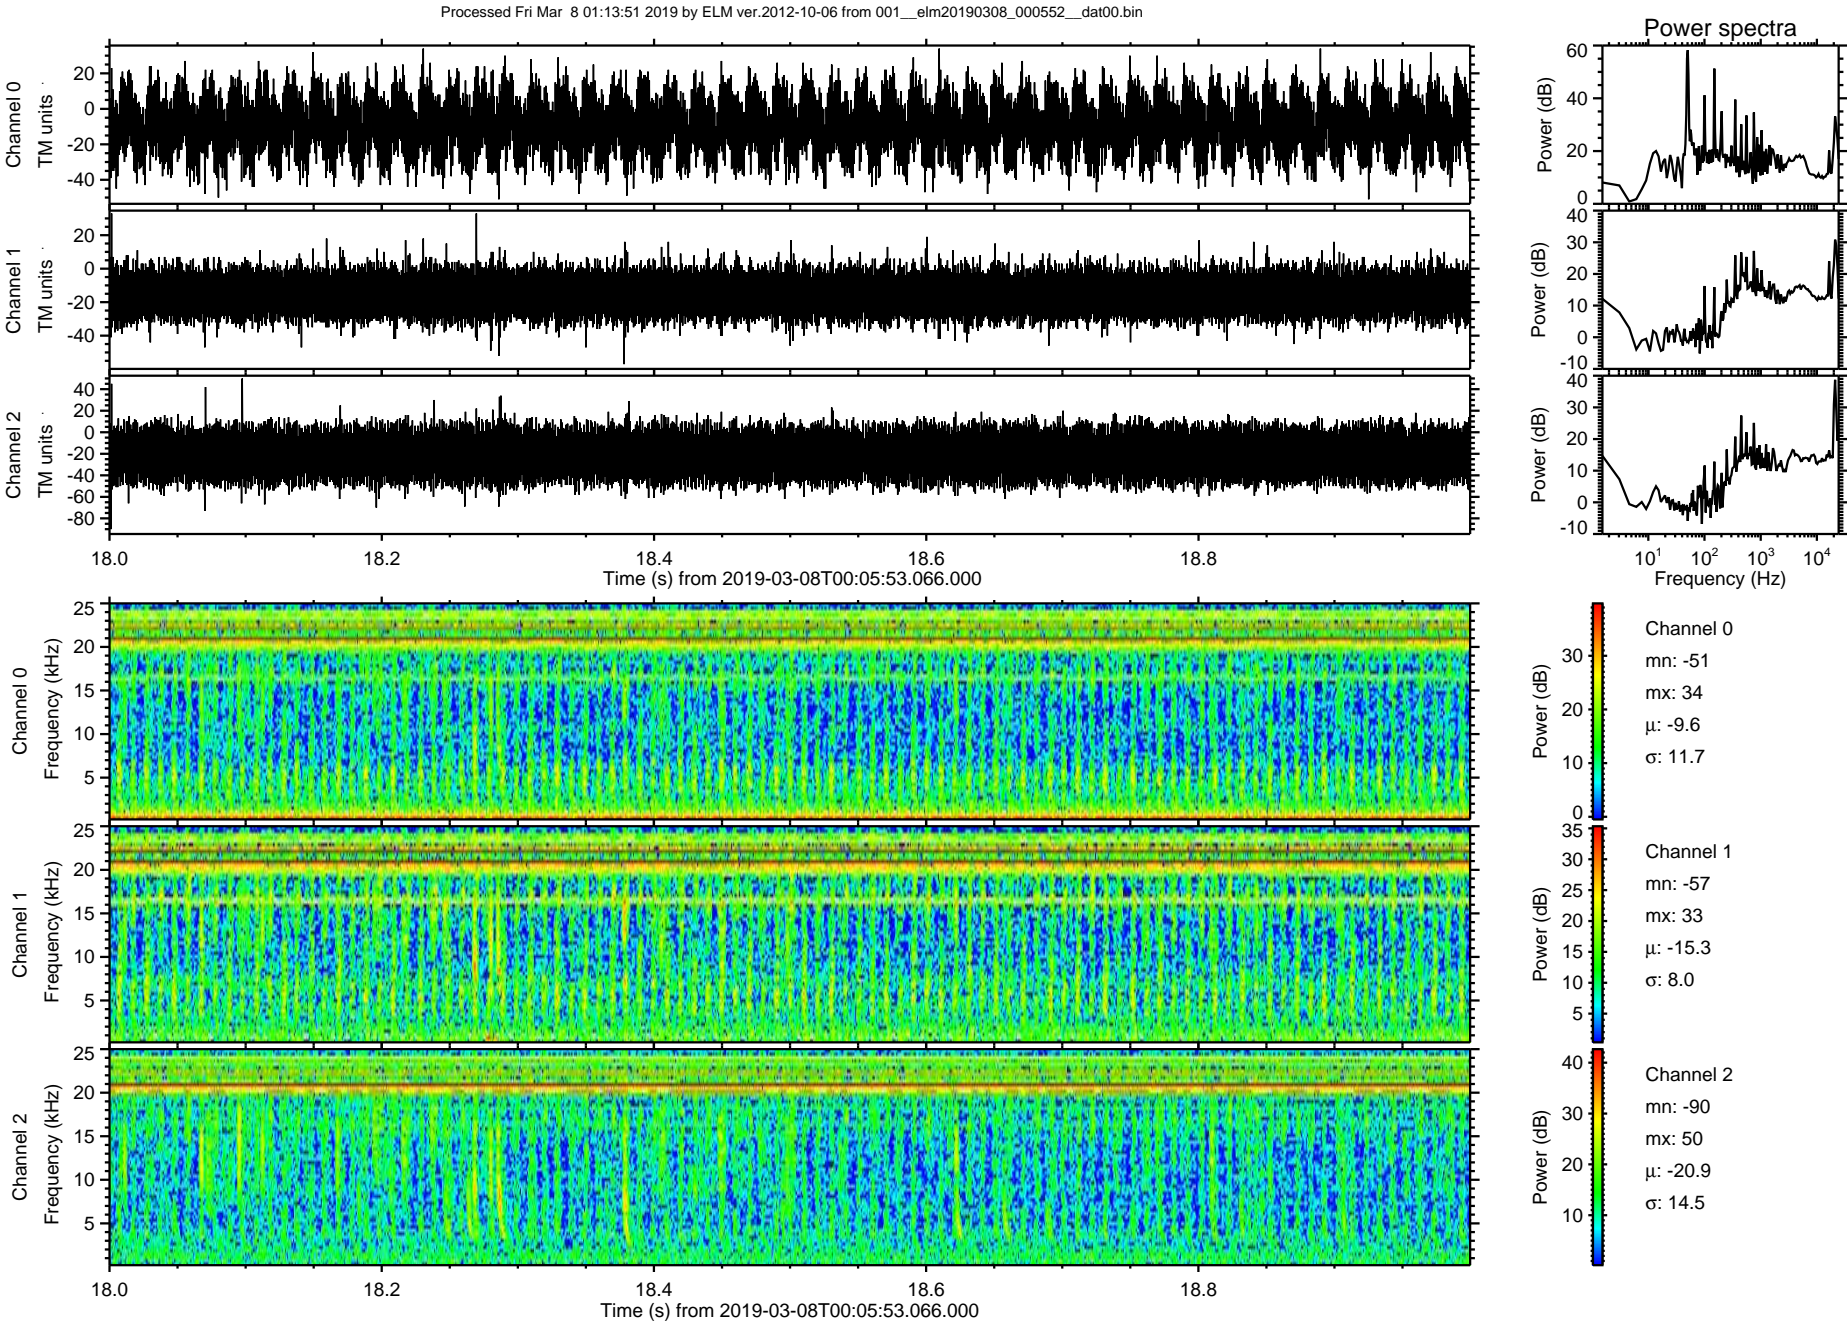 Processed Fri Mar  8 01:13:51 2019 by ELM ver.2012-10-06 from 001__elm20190308_000552__dat00.bin
Power spectra
Channel 0
TM units
20
0
-20
-40
Power (dB)
60
40
20
0
Channel 1
TM units
20
0
-20
-40
Power (dB)
40
30
20
10
0
-10
Channel 2
TM units
40
20
0
-20
-40
-60
-80
Power (dB)
40
30
20
10
0
-10
18.0 18.2 18.4 18.6 18.8
Time (s) from 2019-03-08T00:05:53.066.000
10¹ 10² 10³ 10⁴
Frequency (Hz)
Channel 0
Frequency (kHz)
25
20
15
10
5
Power (dB)
30
20
10
0
Channel 0
mn: -51
mx: 34
μ: -9.6
σ: 11.7
Channel 1
Frequency (kHz)
25
20
15
10
5
Power (dB)
35
30
25
20
15
10
5
Channel 1
mn: -57
mx: 33
μ: -15.3
σ: 8.0
Channel 2
Frequency (kHz)
25
20
15
10
5
Power (dB)
40
30
20
10
Channel 2
mn: -90
mx: 50
μ: -20.9
σ: 14.5
18.0 18.2 18.4 18.6 18.8
Time (s) from 2019-03-08T00:05:53.066.000